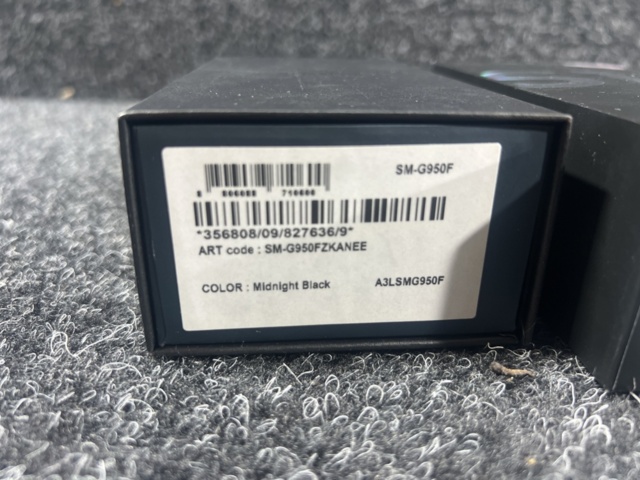 SM-G950F
*356808/09/827636/9*
ART code : SM-G950FZKANEE
COLOR : Midnight Black
A3LSMG950F